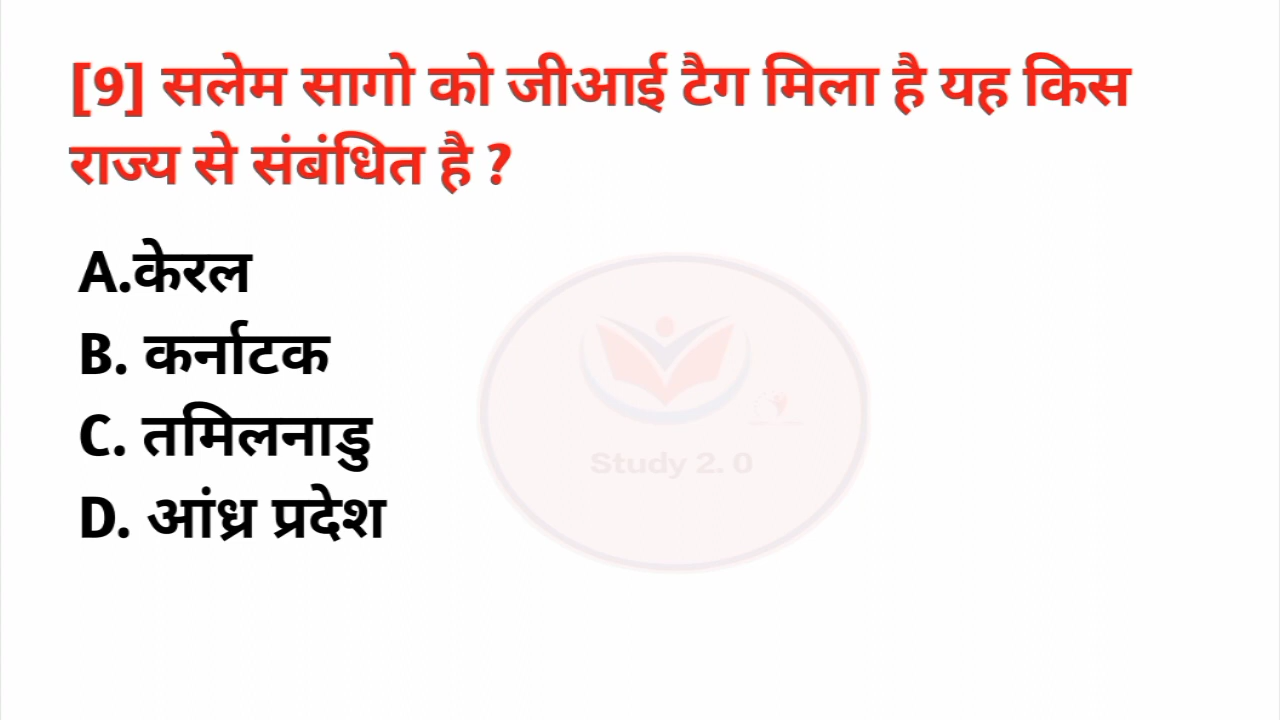 [9] सलेम सागो को जीआई टैग मिला है यह किस
राज्य से संबंधित है ?
A.केरल
B. कर्नाटक
C. तमिलनाडु
D. आंध्र प्रदेश
Study 2. 0